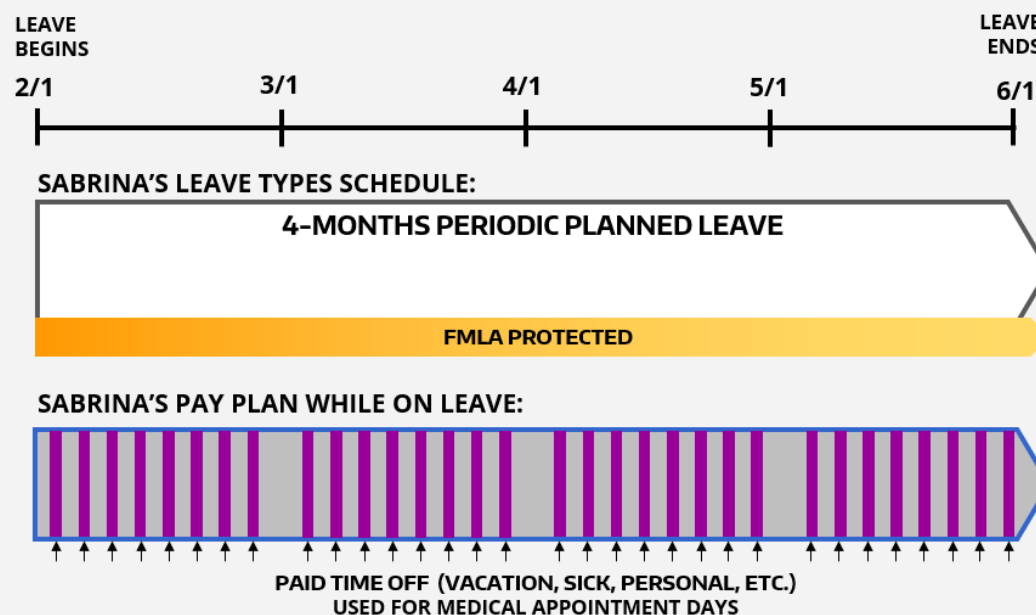 LEAVE
BEGINS
LEAVE
ENDS
2/1
3/1
4/1
5/1
6/1
SABRINA'S LEAVE TYPES SCHEDULE:
4-MONTHS PERIODIC PLANNED LEAVE
FMLA PROTECTED
SABRINA'S PAY PLAN WHILE ON LEAVE:
PAID TIME OFF (VACATION, SICK, PERSONAL, ETC.)
USED FOR MEDICAL APPOINTMENT DAYS